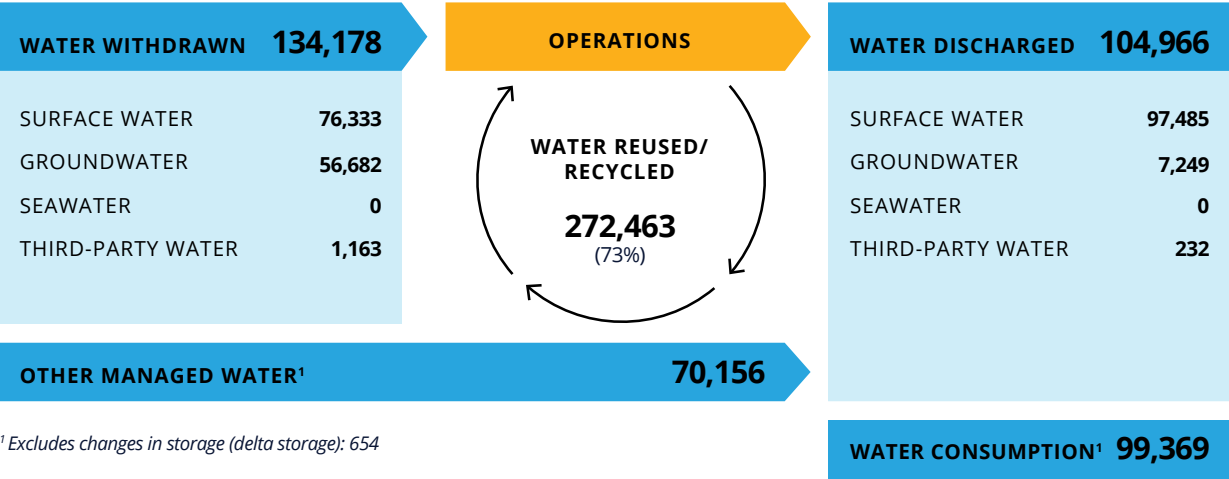 WATER WITHDRAWN 134,178
SURFACE WATER 76,333
GROUNDWATER 56,682
SEAWATER 0
THIRD-PARTY WATER 1,163
OPERATIONS
WATER REUSED/
RECYCLED
272,463
(73%)
WATER DISCHARGED 104,966
SURFACE WATER 97,485
GROUNDWATER 7,249
SEAWATER 0
THIRD-PARTY WATER 232
OTHER MANAGED WATER¹ 70,156
¹ Excludes changes in storage (delta storage): 654
WATER CONSUMPTION¹ 99,369